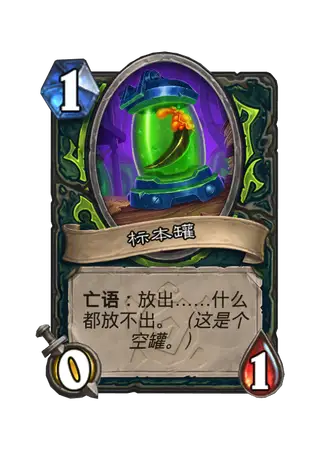 1
标本罐
亡语：放出……什么
都放不出。（这是个
空罐。）
0
1